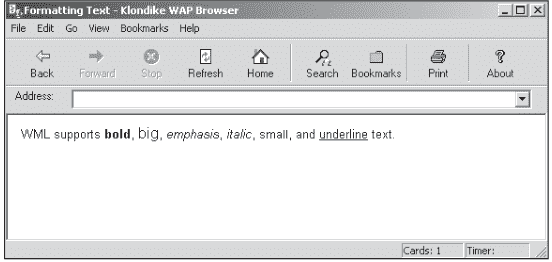 Formatting Text - Klondike WAP Browser
File Edit Go View Bookmarks Help
Back Forward Stop Refresh Home Search Bookmarks Print About
Address:
WML supports bold, big, emphasis, italic, small, and underline text.
Cards: 1 Timer: